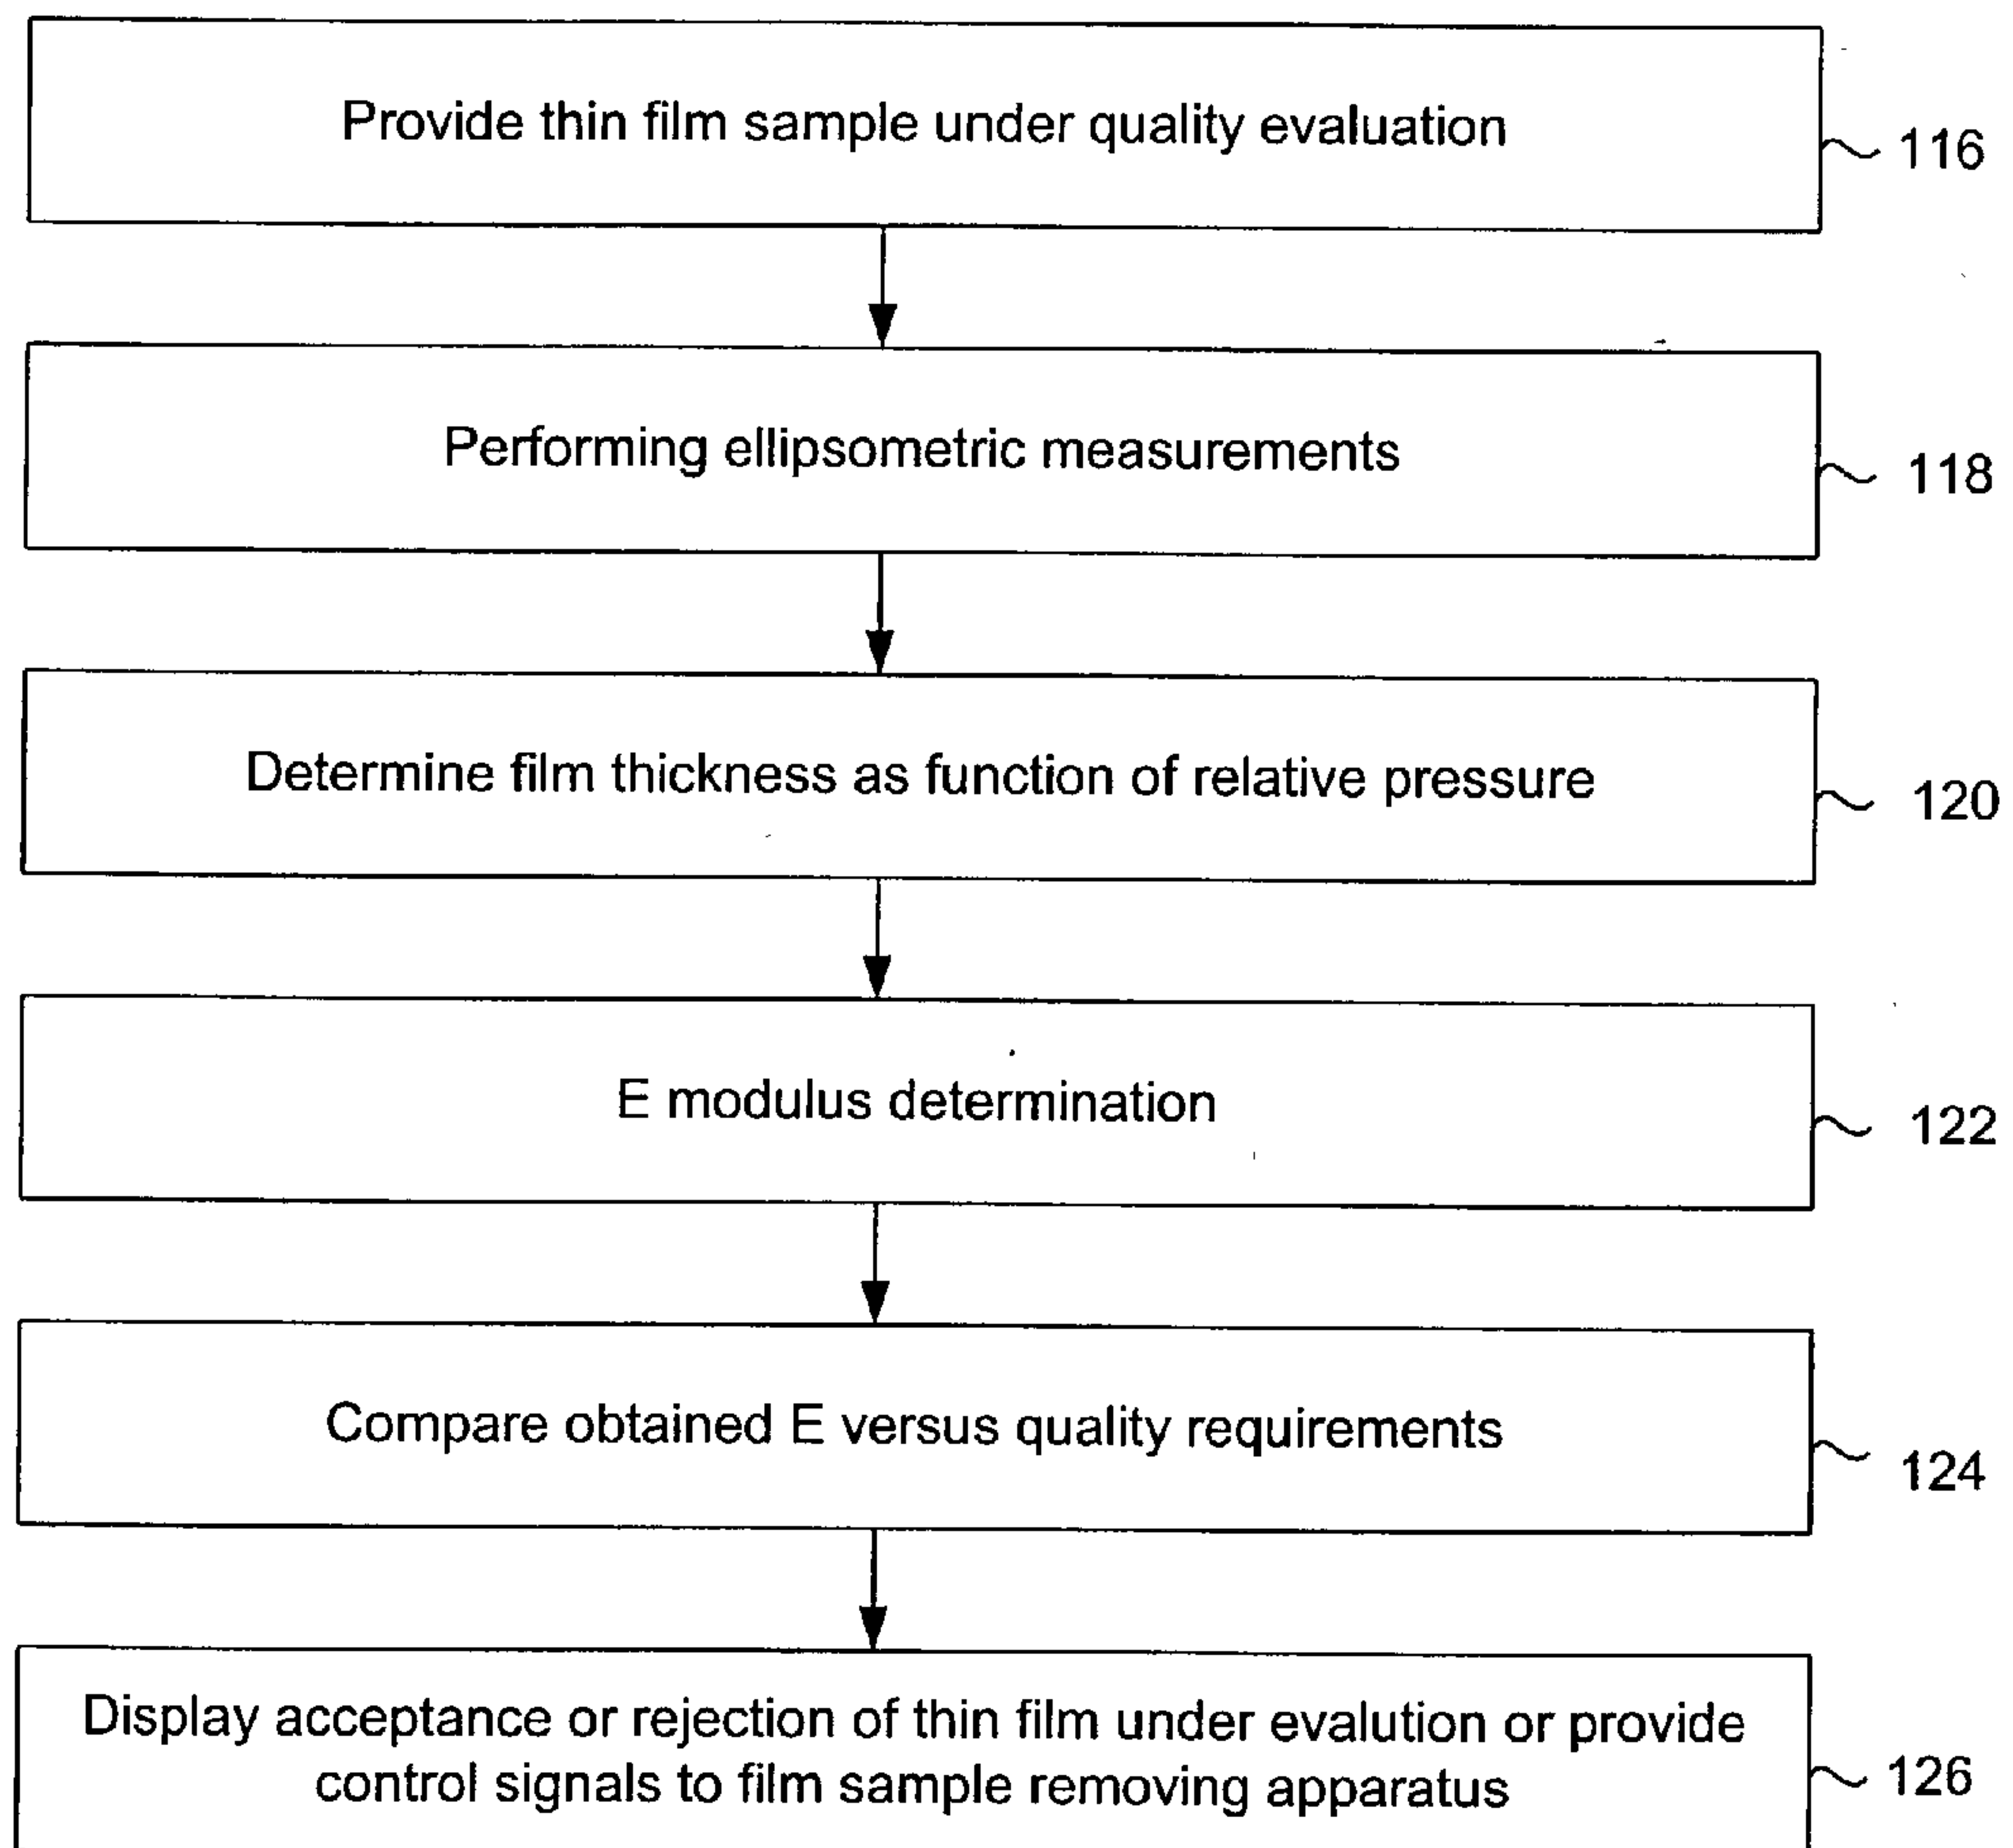 Provide thin film sample under quality evaluation
116
Performing ellipsometric measurements
118
Determine film thickness as function of relative pressure
120
E modulus determination
122
Compare obtained E versus quality requirements
124
Display acceptance or rejection of thin film under evalution or provide
control signals to film sample removing apparatus
126